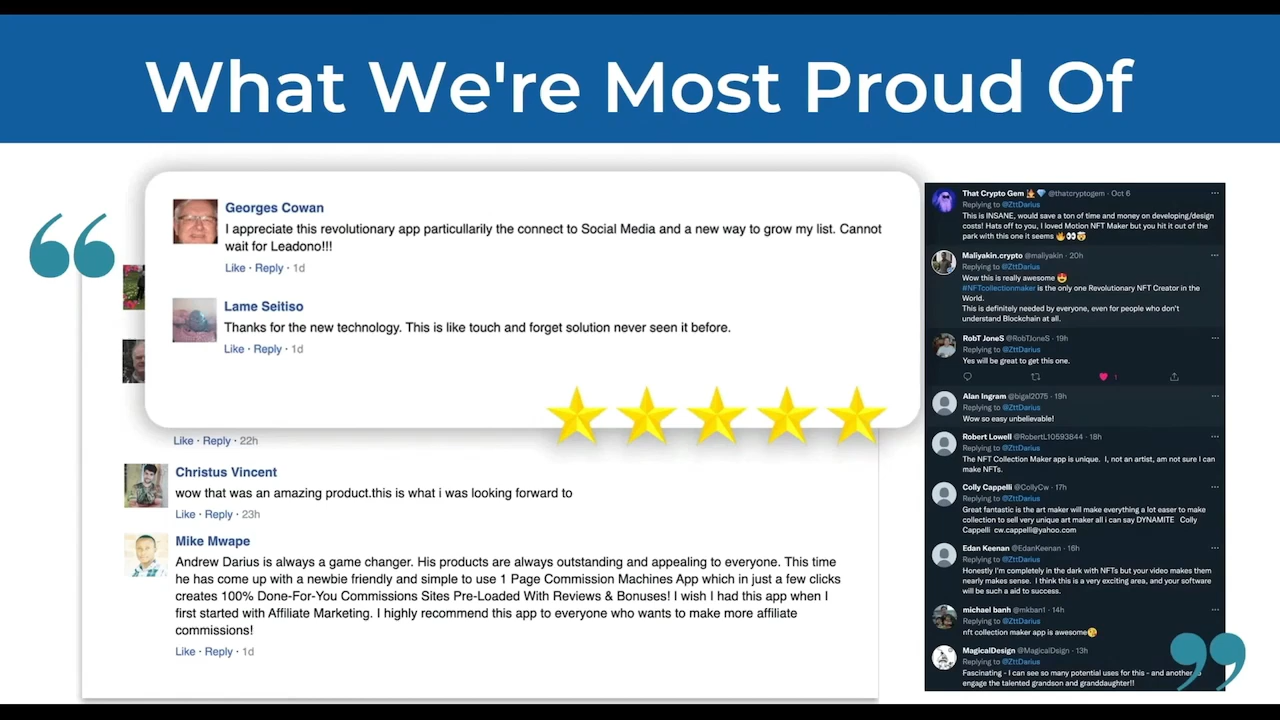 What We're Most Proud Of
Georges Cowan
I appreciate this revolutionary app particullarily the connect to Social Media and a new way to grow my list. Cannot
wait for Leadono!!!
Like · Reply · 1d
Lame Seitiso
Thanks for the new technology. This is like touch and forget solution never seen it before.
Like · Reply · 1d
Like · Reply · 22h
Christus Vincent
wow that was an amazing product.this is what i was looking forward to
Like · Reply · 23h
Mike Mwape
Andrew Darius is always a game changer. His products are always outstanding and appealing to everyone. This time
he has come up with a newbie friendly and simple to use 1 Page Commission Machines App which in just a few clicks
creates 100% Done-For-You Commissions Sites Pre-Loaded With Reviews & Bonuses! I wish I had this app when I
first started with Affiliate Marketing. I highly recommend this app to everyone who wants to make more affiliate
commissions!
Like · Reply · 1d
That Crypto Gem @thatcryptogem · Oct 6
Replying to @ZttDarius
This is INSANE, would save a ton of time and money on developing/design
costs! Hats off to you, I loved Motion NFT Maker but you hit it out of the
park with this one it seems 🔥👀🤯
Maliyakin.crypto @maliyakin · 20h
Replying to @ZttDarius
Wow this is really awesome 😍
#NFTcollectionmaker is the only one Revolutionary NFT Creator in the
World.
This is definitely needed by everyone, even for people who don't
understand Blockchain at all.
RobT JoneS @RobTJoneS · 19h
Replying to @ZttDarius
Yes will be great to get this one.
1
Alan Ingram @bigal2075 · 19h
Replying to @ZttDarius
Wow so easy unbelievable!
Robert Lowell @RobertL10593844 · 18h
Replying to @ZttDarius
The NFT Collection Maker app is unique. I, not an artist, am not sure I can
make NFTs.
Colly Cappelli @CollyCw · 17h
Replying to @ZttDarius
Great fantastic is the art maker will make everything a lot easer to make
collection to sell very unique art maker all i can say DYNAMITE Colly
Cappelli cw.cappelli@yahoo.com
Edan Keenan @EdanKeenan · 16h
Replying to @ZttDarius
Honestly I'm completely in the dark with NFTs but your video makes them
nearly makes sense. I think this is a very exciting area, and your software
will be such a aid to success.
michael banh @mkban1 · 14h
Replying to @ZttDarius
nft collection maker app is awesome😘
MagicalDesign @MagicalDsign · 13h
Replying to @ZttDarius
Fascinating - I can see so many potential uses for this - and another
engage the talented grandson and granddaughter!!